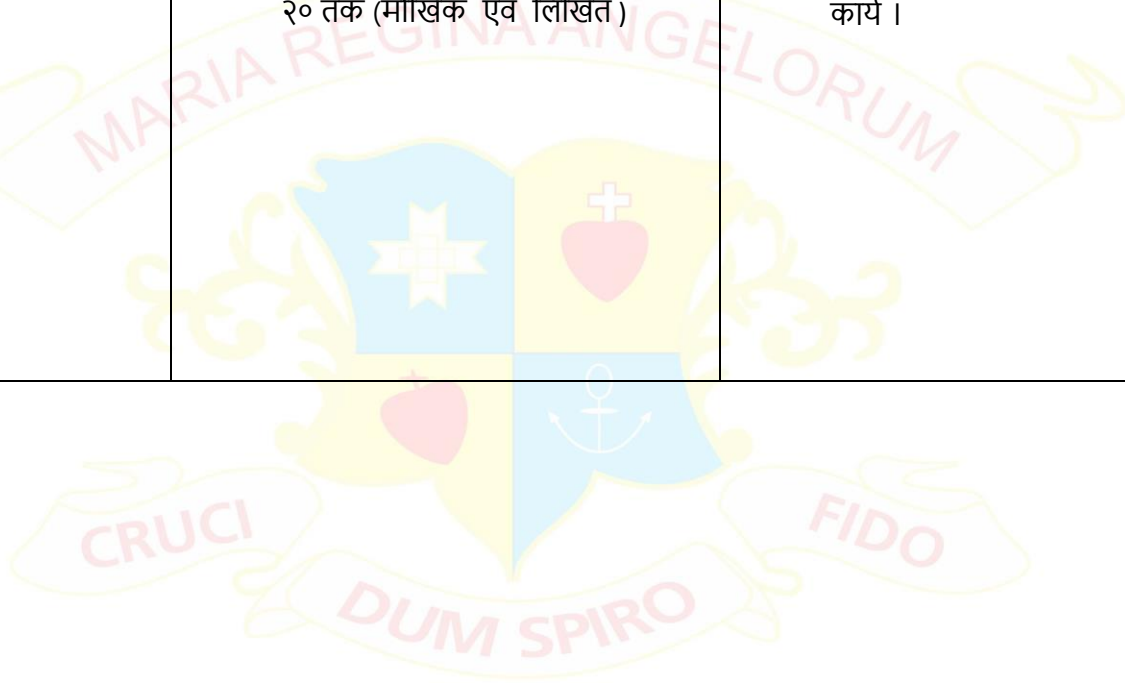 २० तक (मौखिक एवं लिखित )
कार्य ।
MARIA REGINA ANGELORUM
CRUCI
FIDO
DUM SPIRO